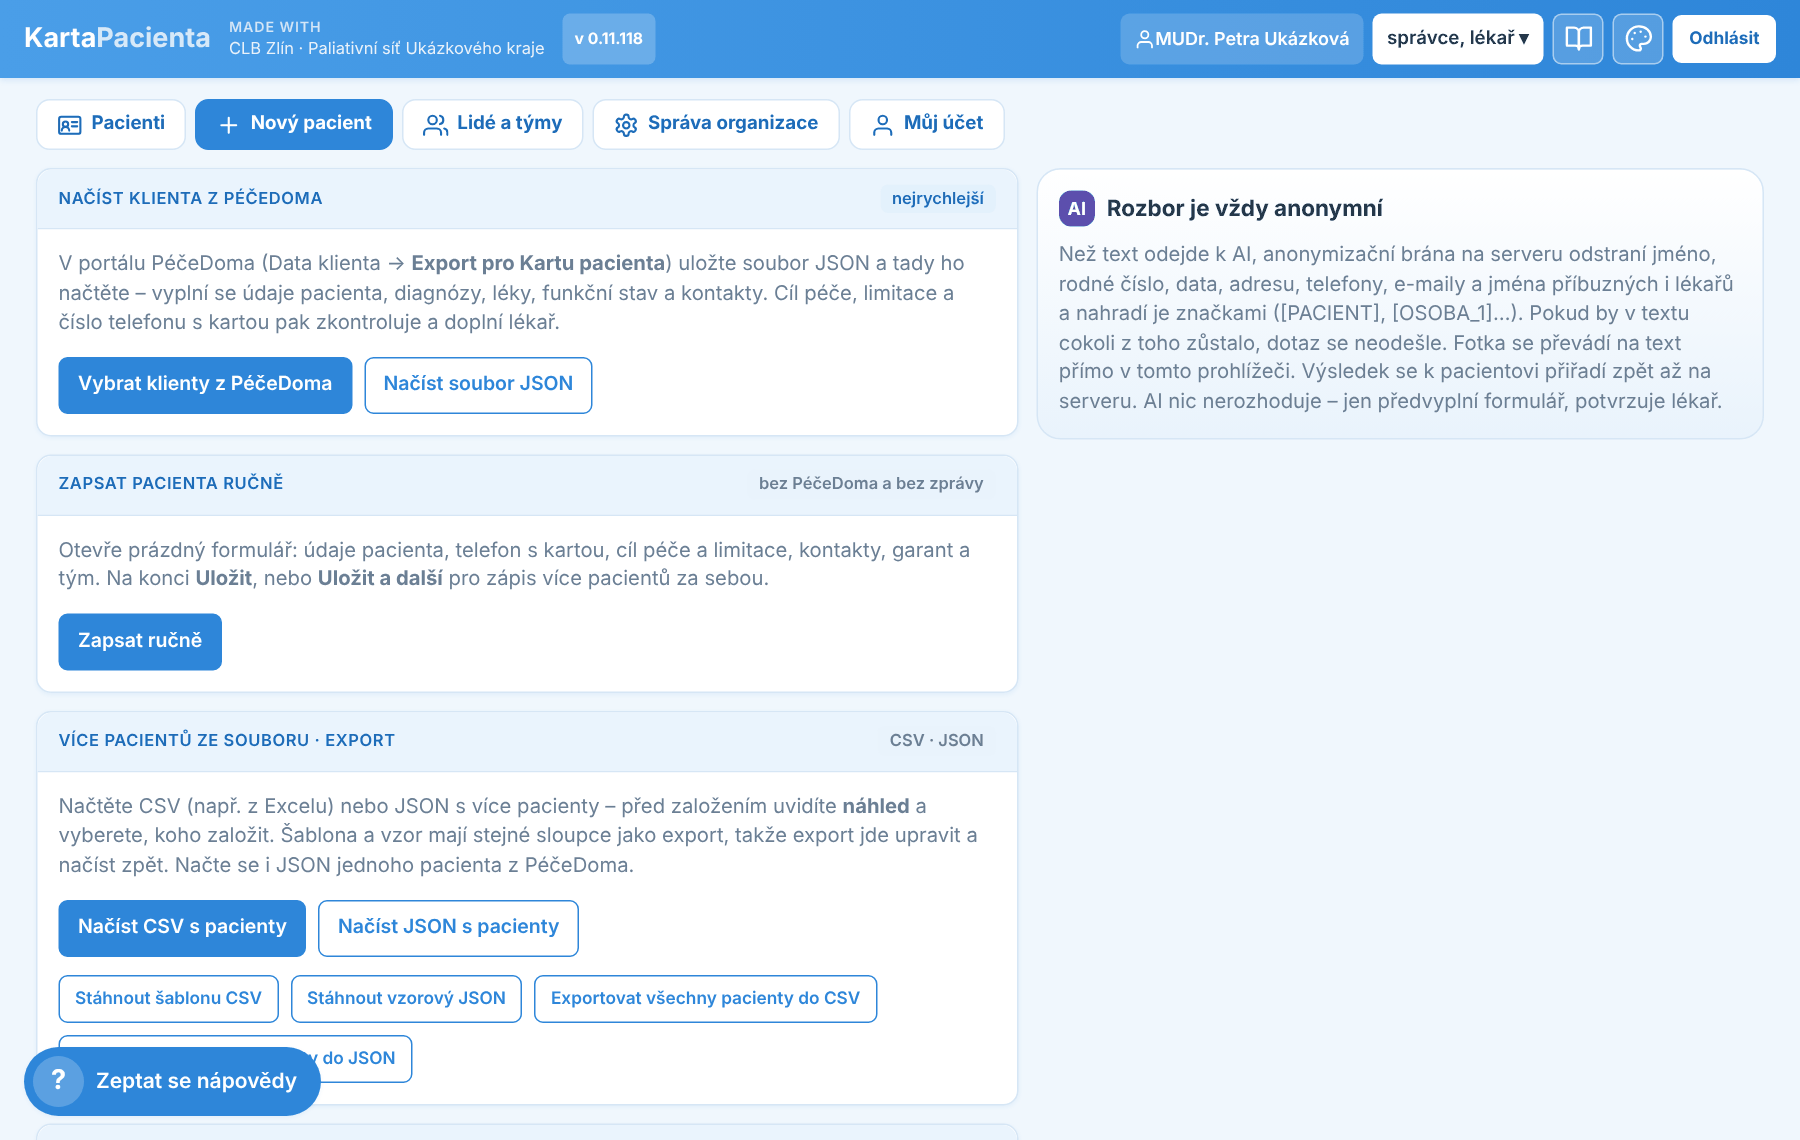 KartaPacienta
MADE WITH
CLB Zlín · Paliativní síť Ukázkového kraje
v 0.11.118
MUDr. Petra Ukázková
správce, lékař ▾
Odhlásit
Pacienti
Nový pacient
Lidé a týmy
Správa organizace
Můj účet
NAČÍST KLIENTA Z PÉČEDOMA
nejrychlejší
V portálu PéčeDoma (Data klienta → Export pro Kartu pacienta) uložte soubor JSON a tady ho
načtěte – vyplní se údaje pacienta, diagnózy, léky, funkční stav a kontakty. Cíl péče, limitace a
číslo telefonu s kartou pak zkontroluje a doplní lékař.
Vybrat klienty z PéčeDoma
Načíst soubor JSON
AI
Rozbor je vždy anonymní
Než text odejde k AI, anonymizační brána na serveru odstraní jméno,
rodné číslo, data, adresu, telefony, e-maily a jména příbuzných i lékařů
a nahradí je značkami ([PACIENT], [OSOBA_1]...). Pokud by v textu
cokoli z toho zůstalo, dotaz se neodešle. Fotka se převádí na text
přímo v tomto prohlížeči. Výsledek se k pacientovi přiřadí zpět až na
serveru. AI nic nerozhoduje – jen předvyplní formulář, potvrzuje lékař.
ZAPSAT PACIENTA RUČNĚ
bez PéčeDoma a bez zprávy
Otevře prázdný formulář: údaje pacienta, telefon s kartou, cíl péče a limitace, kontakty, garant a
tým. Na konci Uložit, nebo Uložit a další pro zápis více pacientů za sebou.
Zapsat ručně
VÍCE PACIENTŮ ZE SOUBORU · EXPORT
CSV · JSON
Načtěte CSV (např. z Excelu) nebo JSON s více pacienty – před založením uvidíte náhled a
vyberete, koho založit. Šablona a vzor mají stejné sloupce jako export, takže export jde upravit a
načíst zpět. Načte se i JSON jednoho pacienta z PéčeDoma.
Načíst CSV s pacienty
Načíst JSON s pacienty
Stáhnout šablonu CSV
Stáhnout vzorový JSON
Exportovat všechny pacienty do CSV
do JSON
?
Zeptat se nápovědy